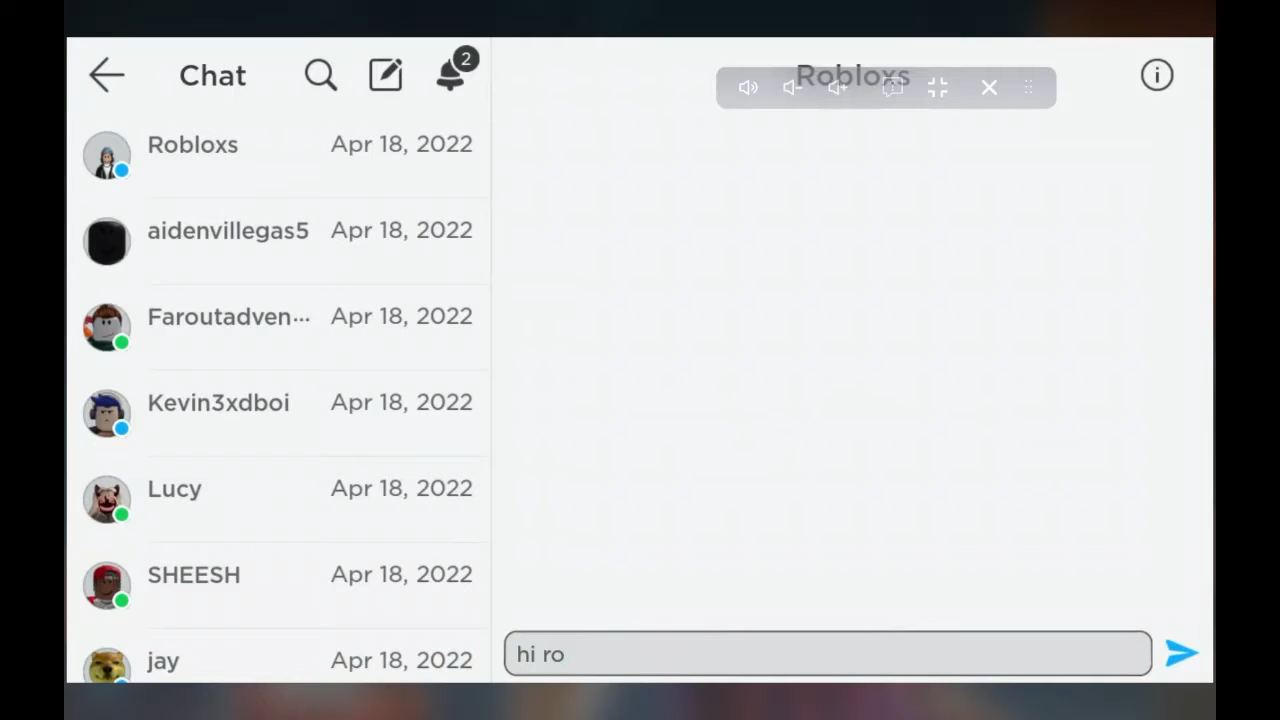 Chat
2
Robloxs
Robloxs Apr 18, 2022
aidenvillegas5 Apr 18, 2022
Faroutadven... Apr 18, 2022
Kevin3xdboi Apr 18, 2022
Lucy Apr 18, 2022
SHEESH Apr 18, 2022
jay Apr 18, 2022
hi ro